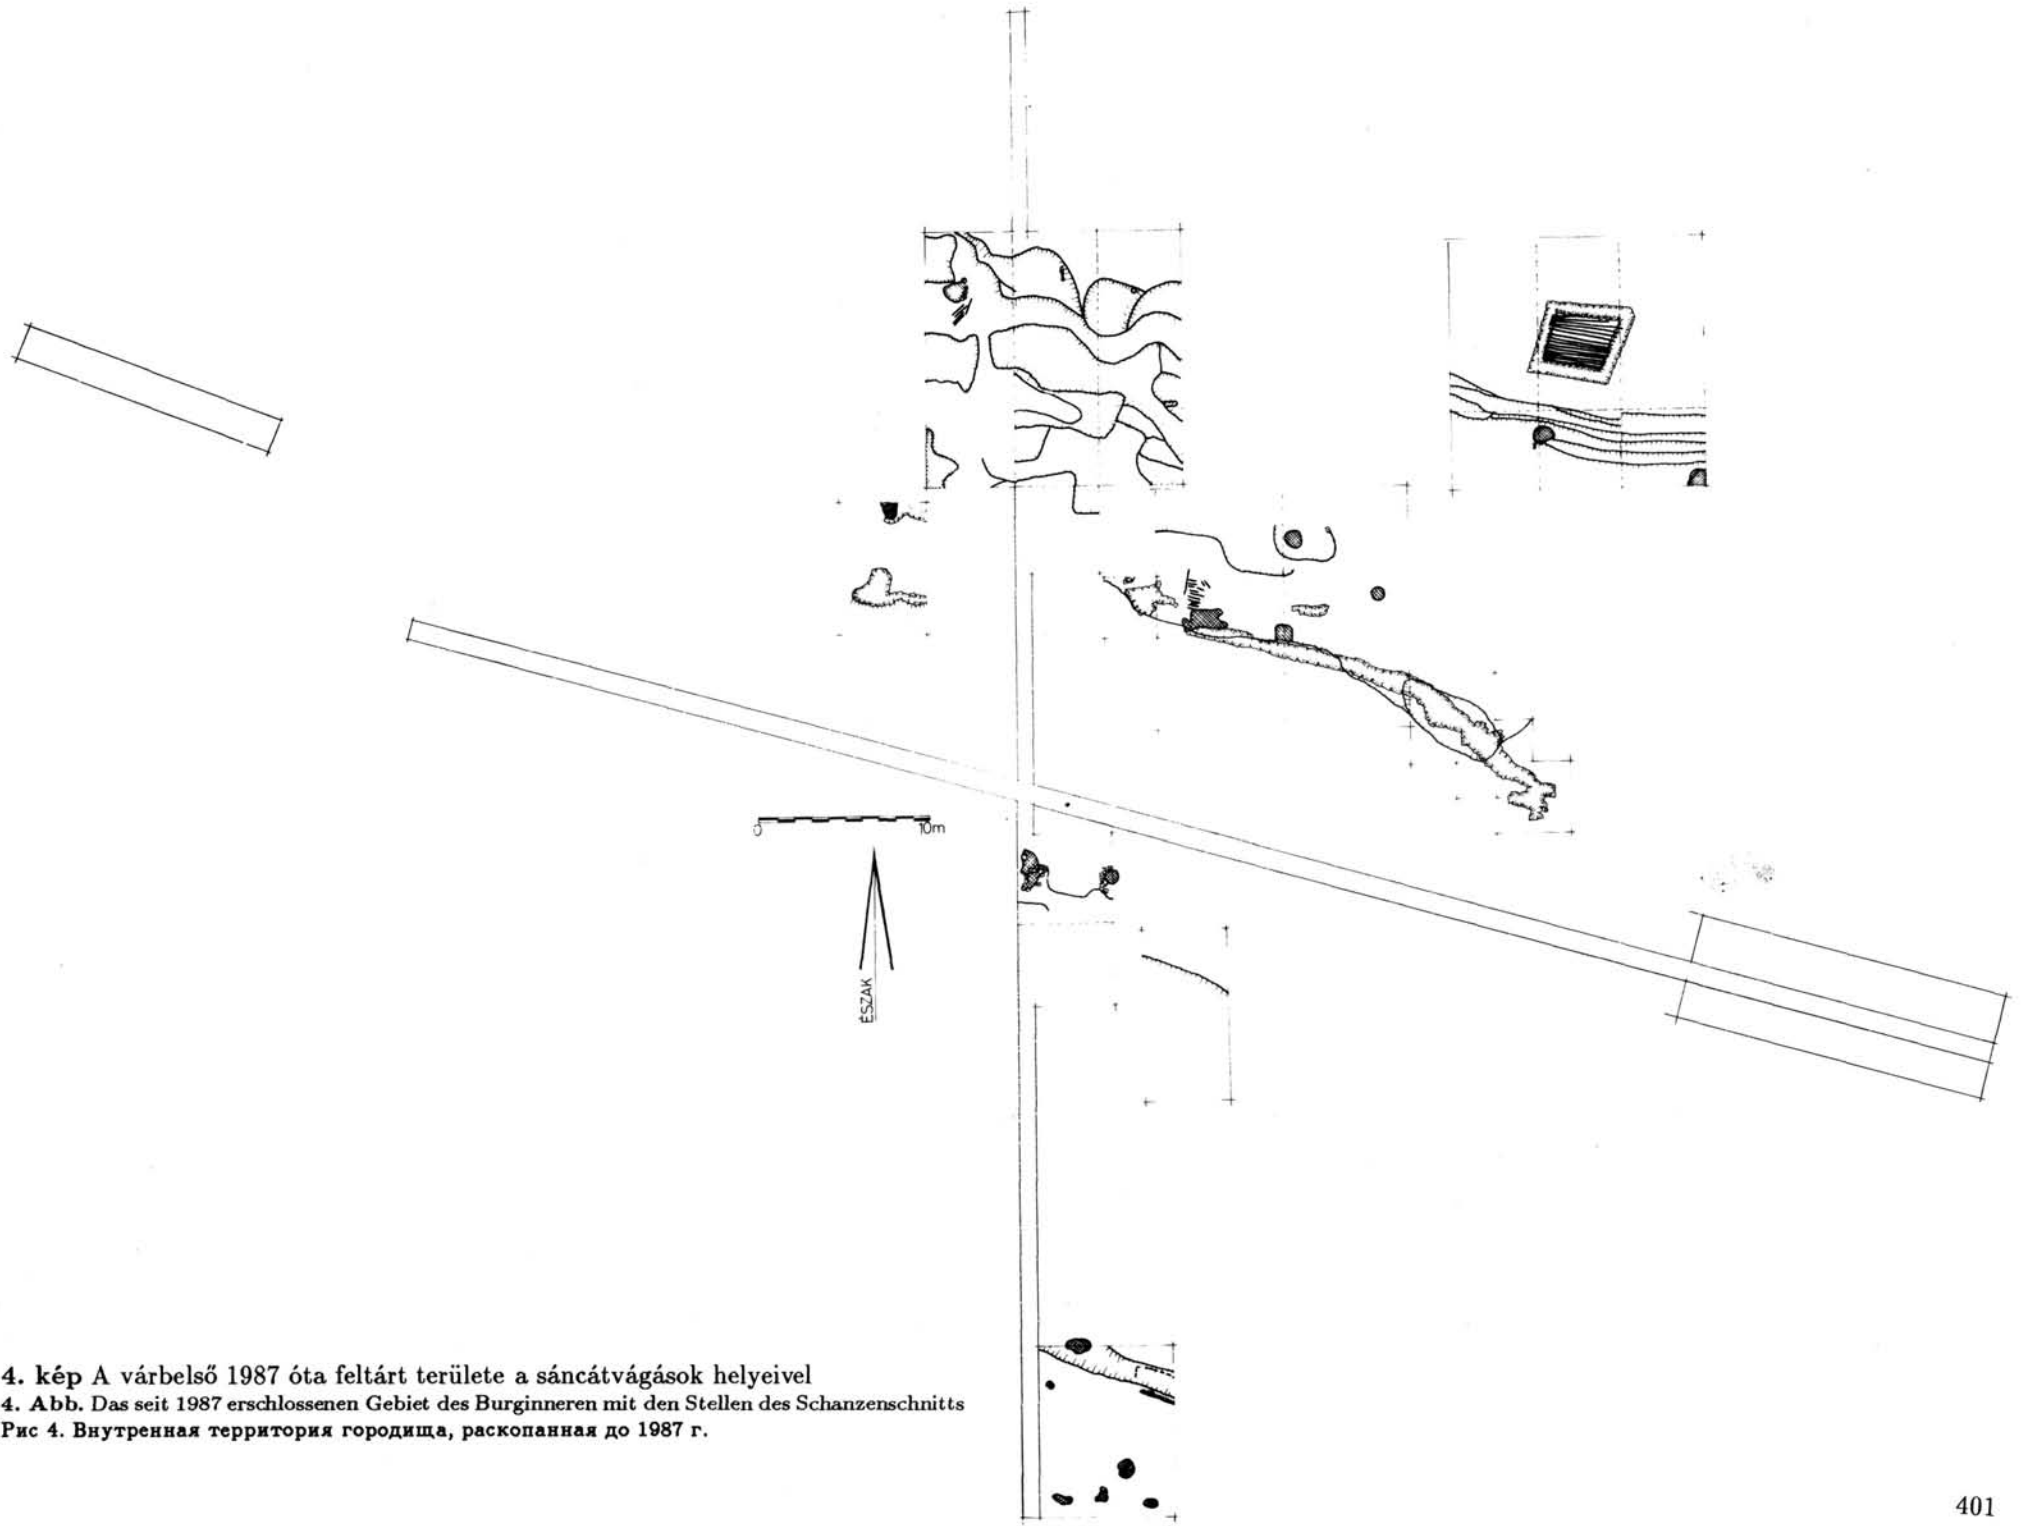 0 10m
ÉSZAK
4. kép A várbelső 1987 óta feltárt területe a sáncátvágások helyeivel
4. Abb. Das seit 1987 erschlossenen Gebiet des Burginneren mit den Stellen des Schanzenschnitts
Рис 4. Внутренная территория городища, раскопанная до 1987 г.
401